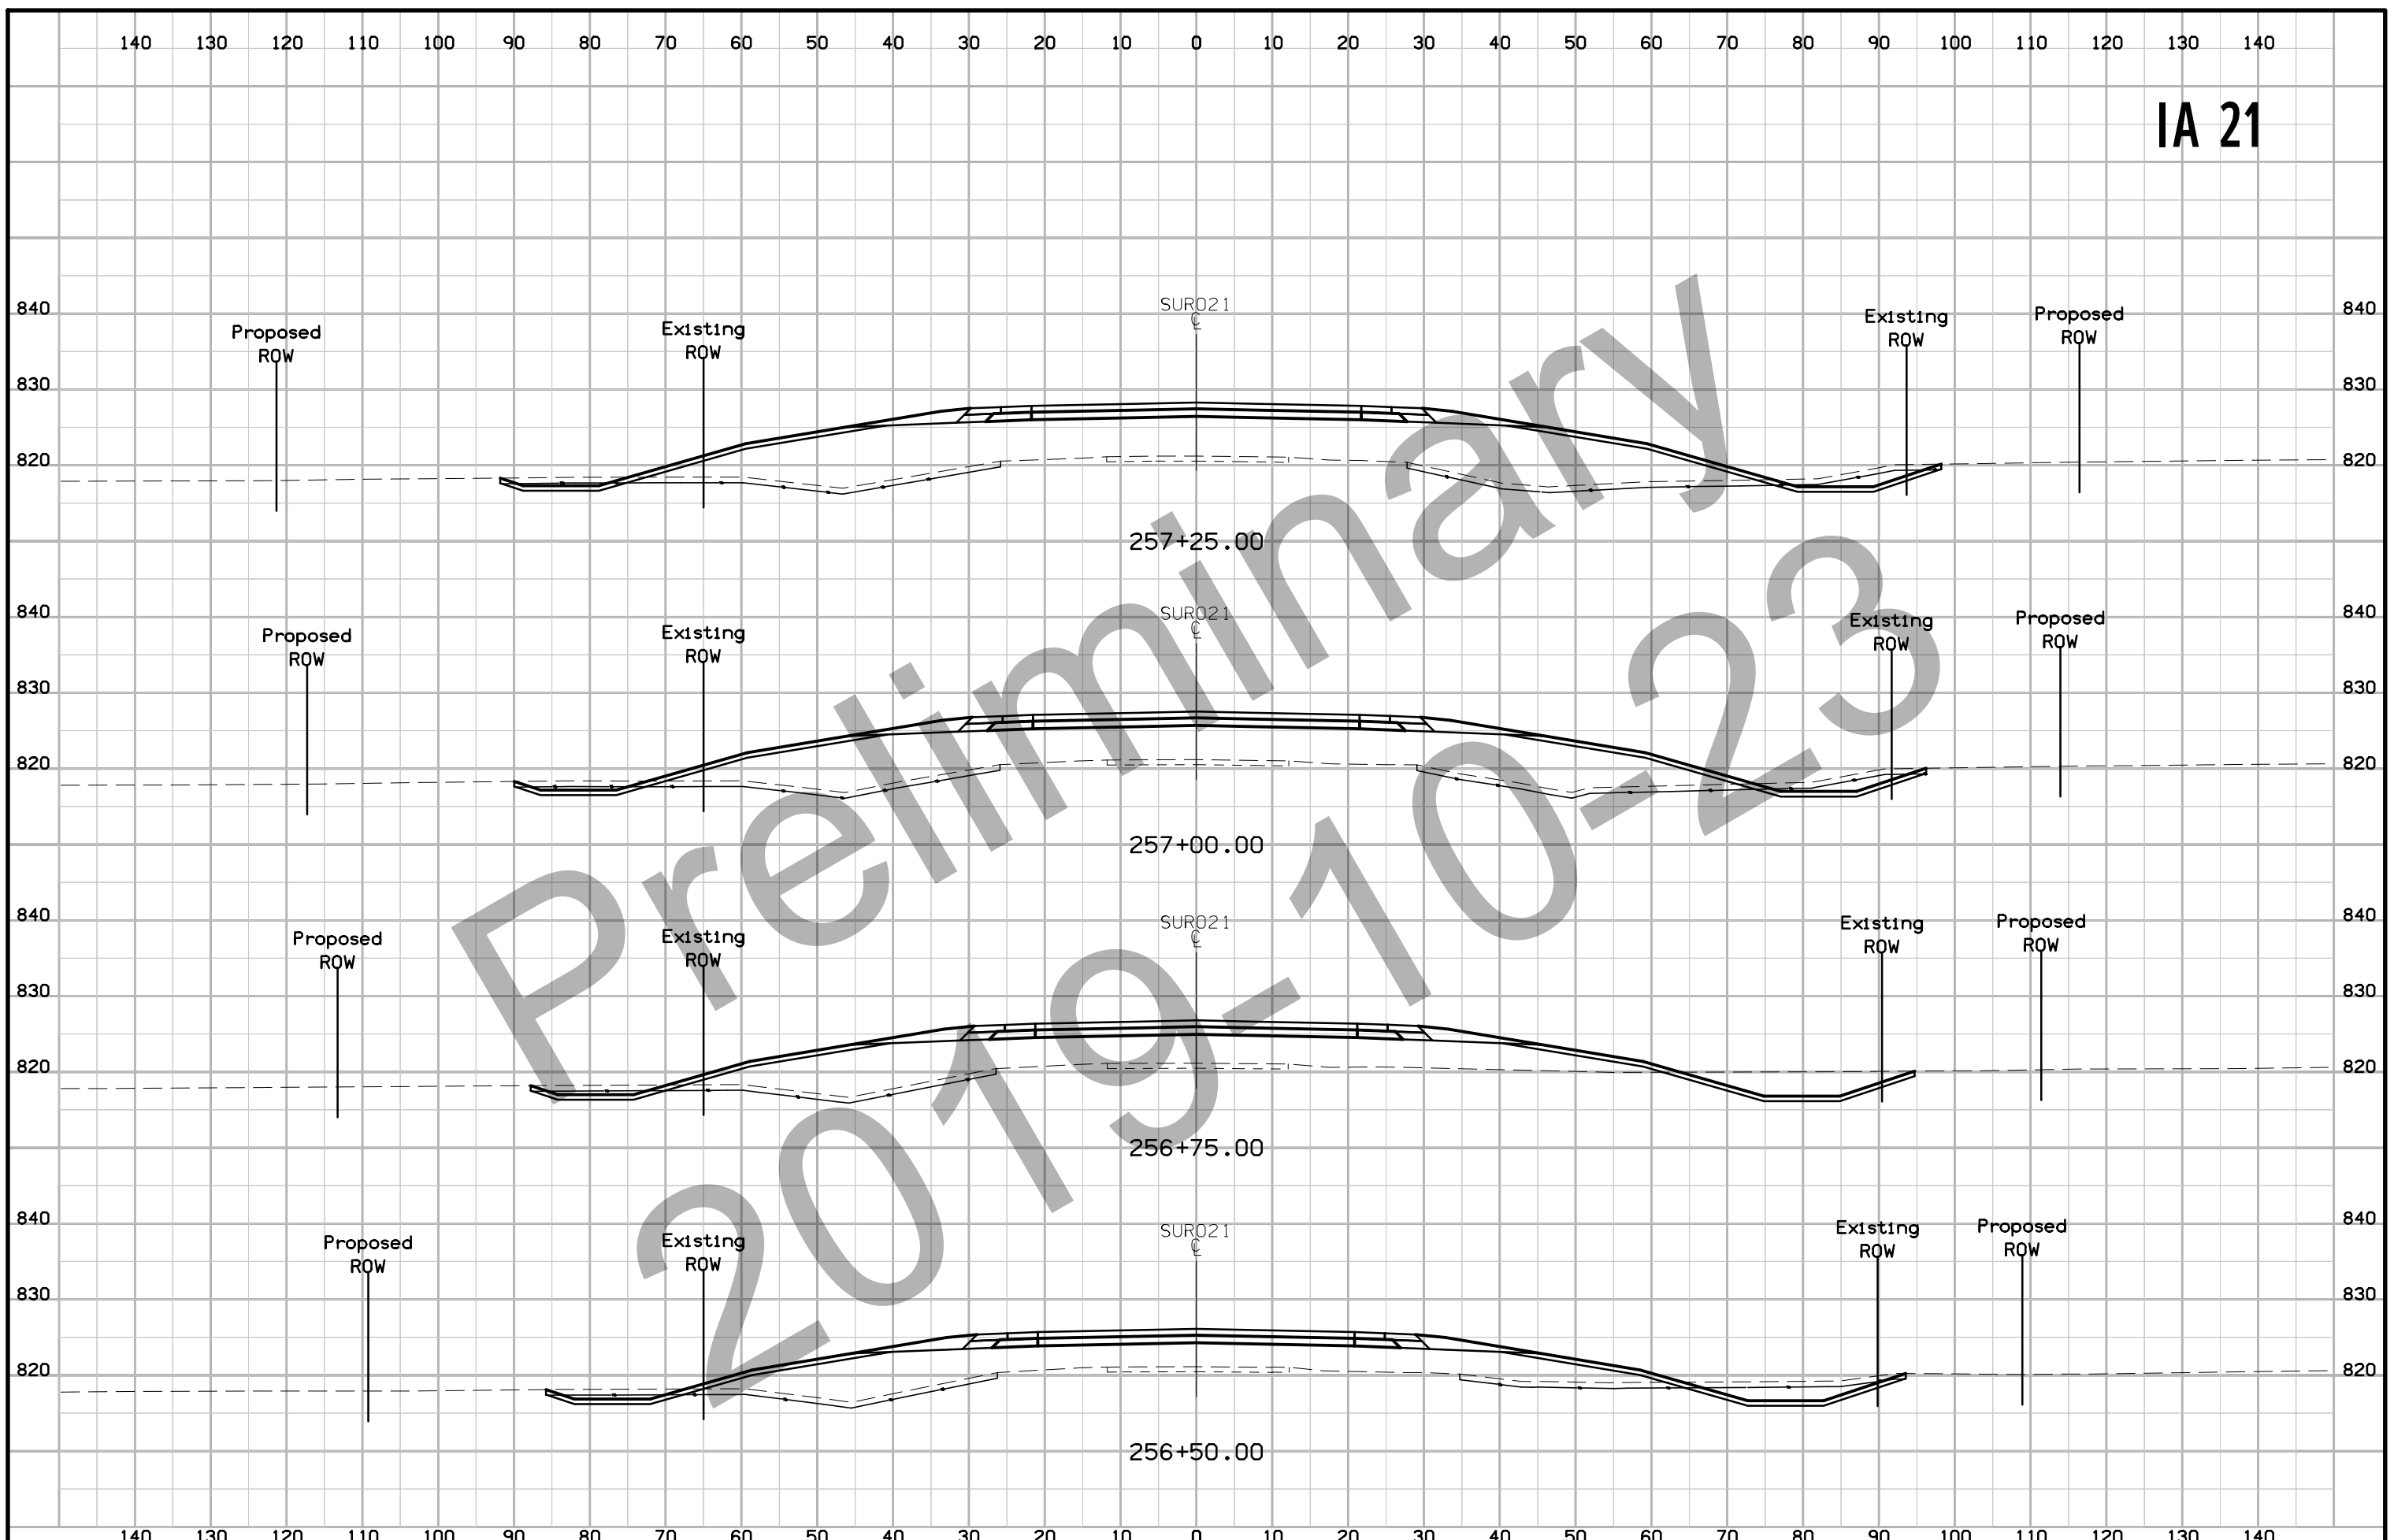 140 130 120 110 100 90 80 70 60 50 40 30 20 10 0 10 20 30 40 50 60 70 80 90 100 110 120 130 140
IA 21
840 SUR021 840
Proposed ROW Existing ROW ℄ Existing ROW Proposed ROW
830 830
820 820
257+25.00
840 SUR021 840
Proposed ROW Existing ROW ℄ Existing ROW Proposed ROW
830 830
820 820
257+00.00
840 SUR021 840
Proposed ROW Existing ROW ℄ Existing ROW Proposed ROW
830 830
820 820
256+75.00
840 SUR021 840
Proposed ROW Existing ROW ℄ Existing ROW Proposed ROW
830 830
820 820
256+50.00
140 130 120 110 100 90 80 70 60 50 40 30 20 10 0 10 20 30 40 50 60 70 80 90 100 110 120 130 140
Preliminary
2019-10-23